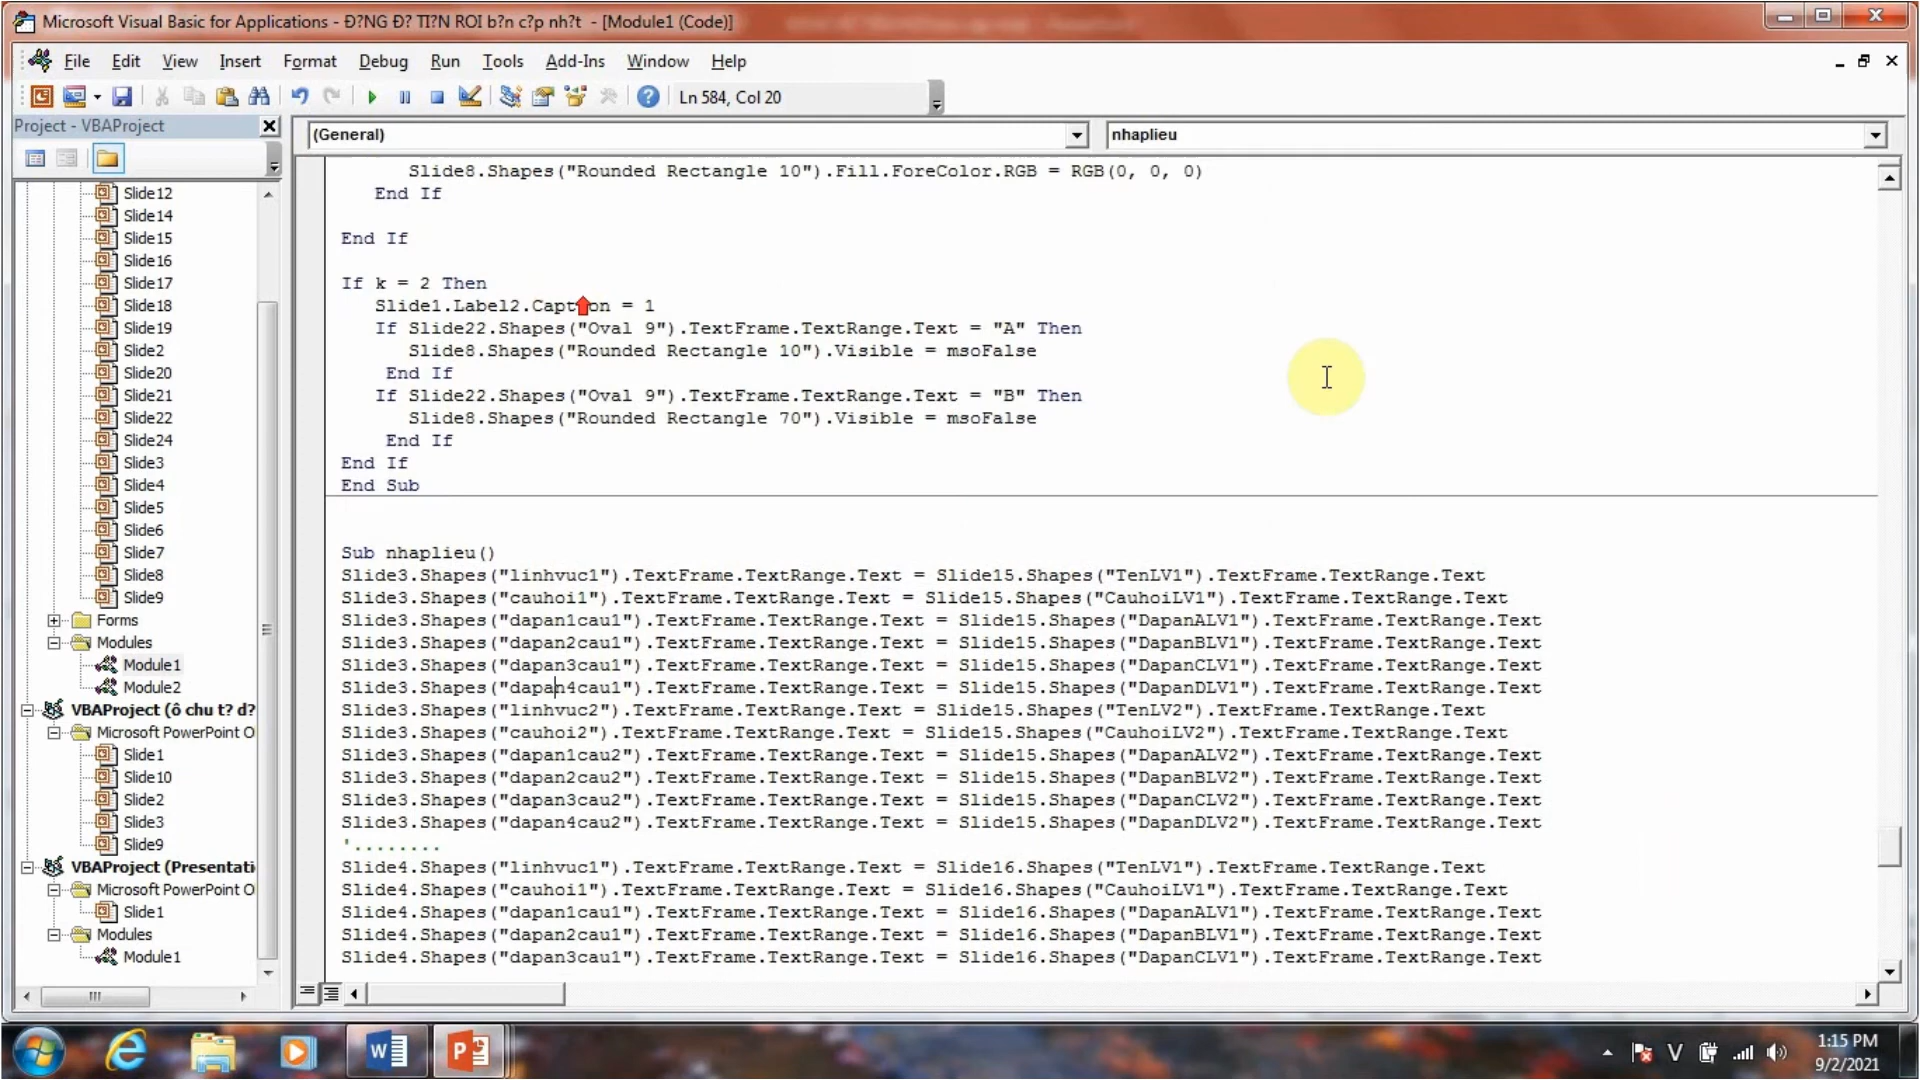 Microsoft Visual Basic for Applications - Đ?NG Đ? TI?N ROI b?n c?p nh?t - [Module1 (Code)]
File Edit View Insert Format Debug Run Tools Add-Ins Window Help
Ln 584, Col 20
Project - VBAProject
Slide12
Slide14
Slide15
Slide16
Slide17
Slide18
Slide19
Slide2
Slide20
Slide21
Slide22
Slide24
Slide3
Slide4
Slide5
Slide6
Slide7
Slide8
Slide9
Forms
Modules
Module1
Module2
VBAProject (ô chu t? d?
Microsoft PowerPoint O
Slide1
Slide10
Slide2
Slide3
Slide9
VBAProject (Presentati
Microsoft PowerPoint O
Slide1
Modules
Module1
(General)
nhaplieu
Slide8.Shapes("Rounded Rectangle 10").Fill.ForeColor.RGB = RGB(0, 0, 0)
End If
End If
If k = 2 Then
Slide1.Label2.Caption = 1
If Slide22.Shapes("Oval 9").TextFrame.TextRange.Text = "A" Then
Slide8.Shapes("Rounded Rectangle 10").Visible = msoFalse
End If
If Slide22.Shapes("Oval 9").TextFrame.TextRange.Text = "B" Then
Slide8.Shapes("Rounded Rectangle 70").Visible = msoFalse
End If
End If
End Sub
Sub nhaplieu()
Slide3.Shapes("linhvuc1").TextFrame.TextRange.Text = Slide15.Shapes("TenLV1").TextFrame.TextRange.Text
Slide3.Shapes("cauhoi1").TextFrame.TextRange.Text = Slide15.Shapes("CauhoiLV1").TextFrame.TextRange.Text
Slide3.Shapes("dapan1cau1").TextFrame.TextRange.Text = Slide15.Shapes("DapanALV1").TextFrame.TextRange.Text
Slide3.Shapes("dapan2cau1").TextFrame.TextRange.Text = Slide15.Shapes("DapanBLV1").TextFrame.TextRange.Text
Slide3.Shapes("dapan3cau1").TextFrame.TextRange.Text = Slide15.Shapes("DapanCLV1").TextFrame.TextRange.Text
Slide3.Shapes("dapan4cau1").TextFrame.TextRange.Text = Slide15.Shapes("DapanDLV1").TextFrame.TextRange.Text
Slide3.Shapes("linhvuc2").TextFrame.TextRange.Text = Slide15.Shapes("TenLV2").TextFrame.TextRange.Text
Slide3.Shapes("cauhoi2").TextFrame.TextRange.Text = Slide15.Shapes("CauhoiLV2").TextFrame.TextRange.Text
Slide3.Shapes("dapan1cau2").TextFrame.TextRange.Text = Slide15.Shapes("DapanALV2").TextFrame.TextRange.Text
Slide3.Shapes("dapan2cau2").TextFrame.TextRange.Text = Slide15.Shapes("DapanBLV2").TextFrame.TextRange.Text
Slide3.Shapes("dapan3cau2").TextFrame.TextRange.Text = Slide15.Shapes("DapanCLV2").TextFrame.TextRange.Text
Slide3.Shapes("dapan4cau2").TextFrame.TextRange.Text = Slide15.Shapes("DapanDLV2").TextFrame.TextRange.Text
'........
Slide4.Shapes("linhvuc1").TextFrame.TextRange.Text = Slide16.Shapes("TenLV1").TextFrame.TextRange.Text
Slide4.Shapes("cauhoi1").TextFrame.TextRange.Text = Slide16.Shapes("CauhoiLV1").TextFrame.TextRange.Text
Slide4.Shapes("dapan1cau1").TextFrame.TextRange.Text = Slide16.Shapes("DapanALV1").TextFrame.TextRange.Text
Slide4.Shapes("dapan2cau1").TextFrame.TextRange.Text = Slide16.Shapes("DapanBLV1").TextFrame.TextRange.Text
Slide4.Shapes("dapan3cau1").TextFrame.TextRange.Text = Slide16.Shapes("DapanCLV1").TextFrame.TextRange.Text
V
1:15 PM
9/2/2021